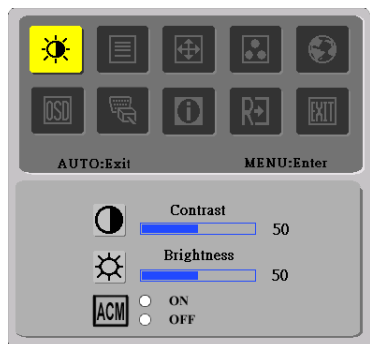 OSD
i
R
EXIT
AUTO:Exit MENU:Enter
Contrast
50
Brightness
50
ACM ON
OFF